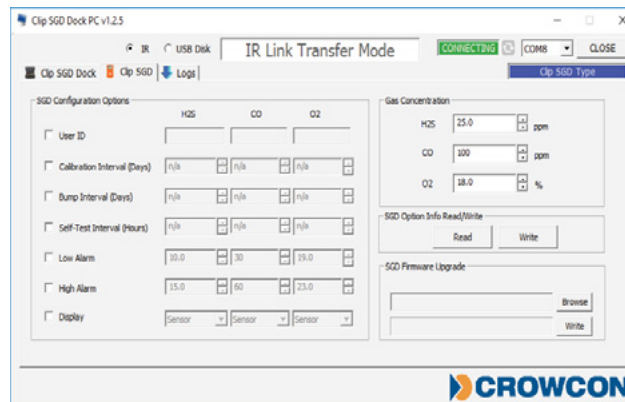 Clip SGD Dock PC v1.2.5
IR USB Disk IR Link Transfer Mode CONNECTING COM8 CLOSE
Clip SGD Dock Clip SGD Logs Clip SGD Type
SGD Configuration Options
H2S CO O2
User ID
Calibration Interval (Days) n/a n/a n/a
Bump Interval (Days) n/a n/a n/a
Self-Test Interval (Hours) n/a n/a n/a
Low Alarm 10.0 30 19.0
High Alarm 15.0 60 23.0
Display Sensor Sensor Sensor
Gas Concentration
H2S 25.0 ppm
CO 100 ppm
O2 18.0 %
SGD Option Info Read/Write
Read Write
SGD Firmware Upgrade
Browse
Write
CROWCON